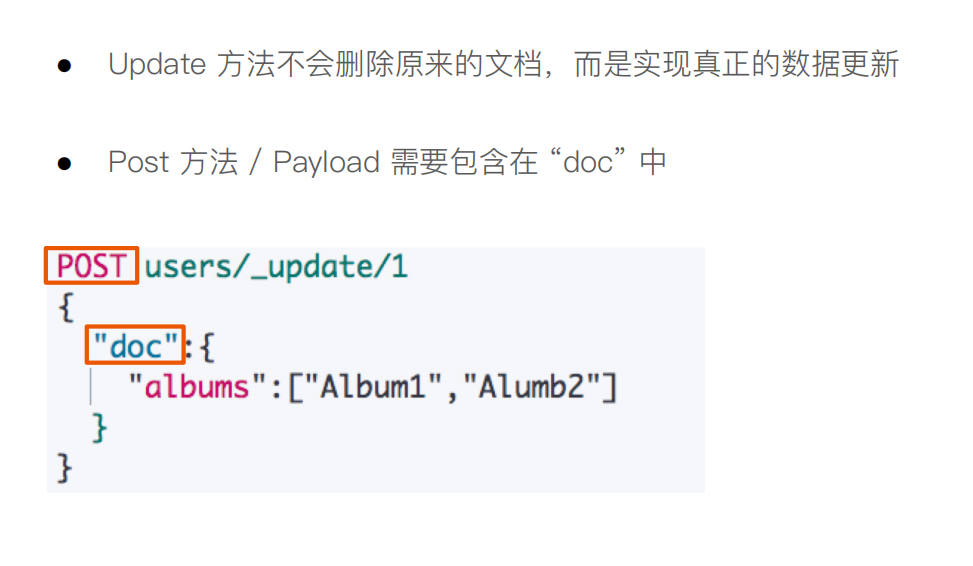 ● Update 方法不会删除原来的文档，而是实现真正的数据更新
● Post 方法 / Payload 需要包含在 “doc” 中
POST users/_update/1
{
"doc":{
"albums":["Album1","Alumb2"]
}
}